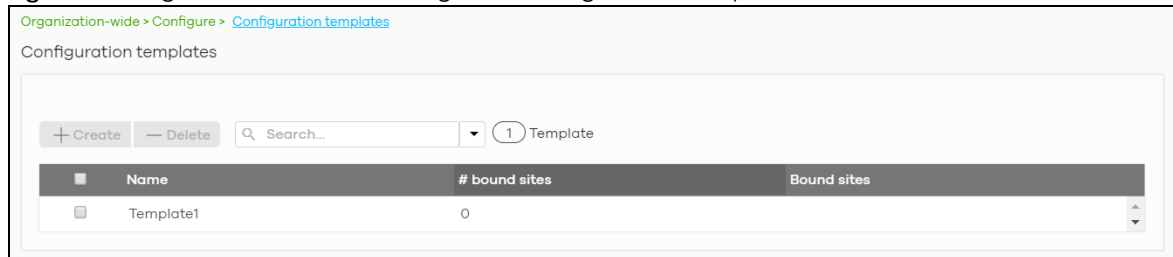 Organization-wide > Configure > Configuration templates
Configuration templates
+ Create — Delete Search... 1 Template
Name # bound sites Bound sites
Template1 0